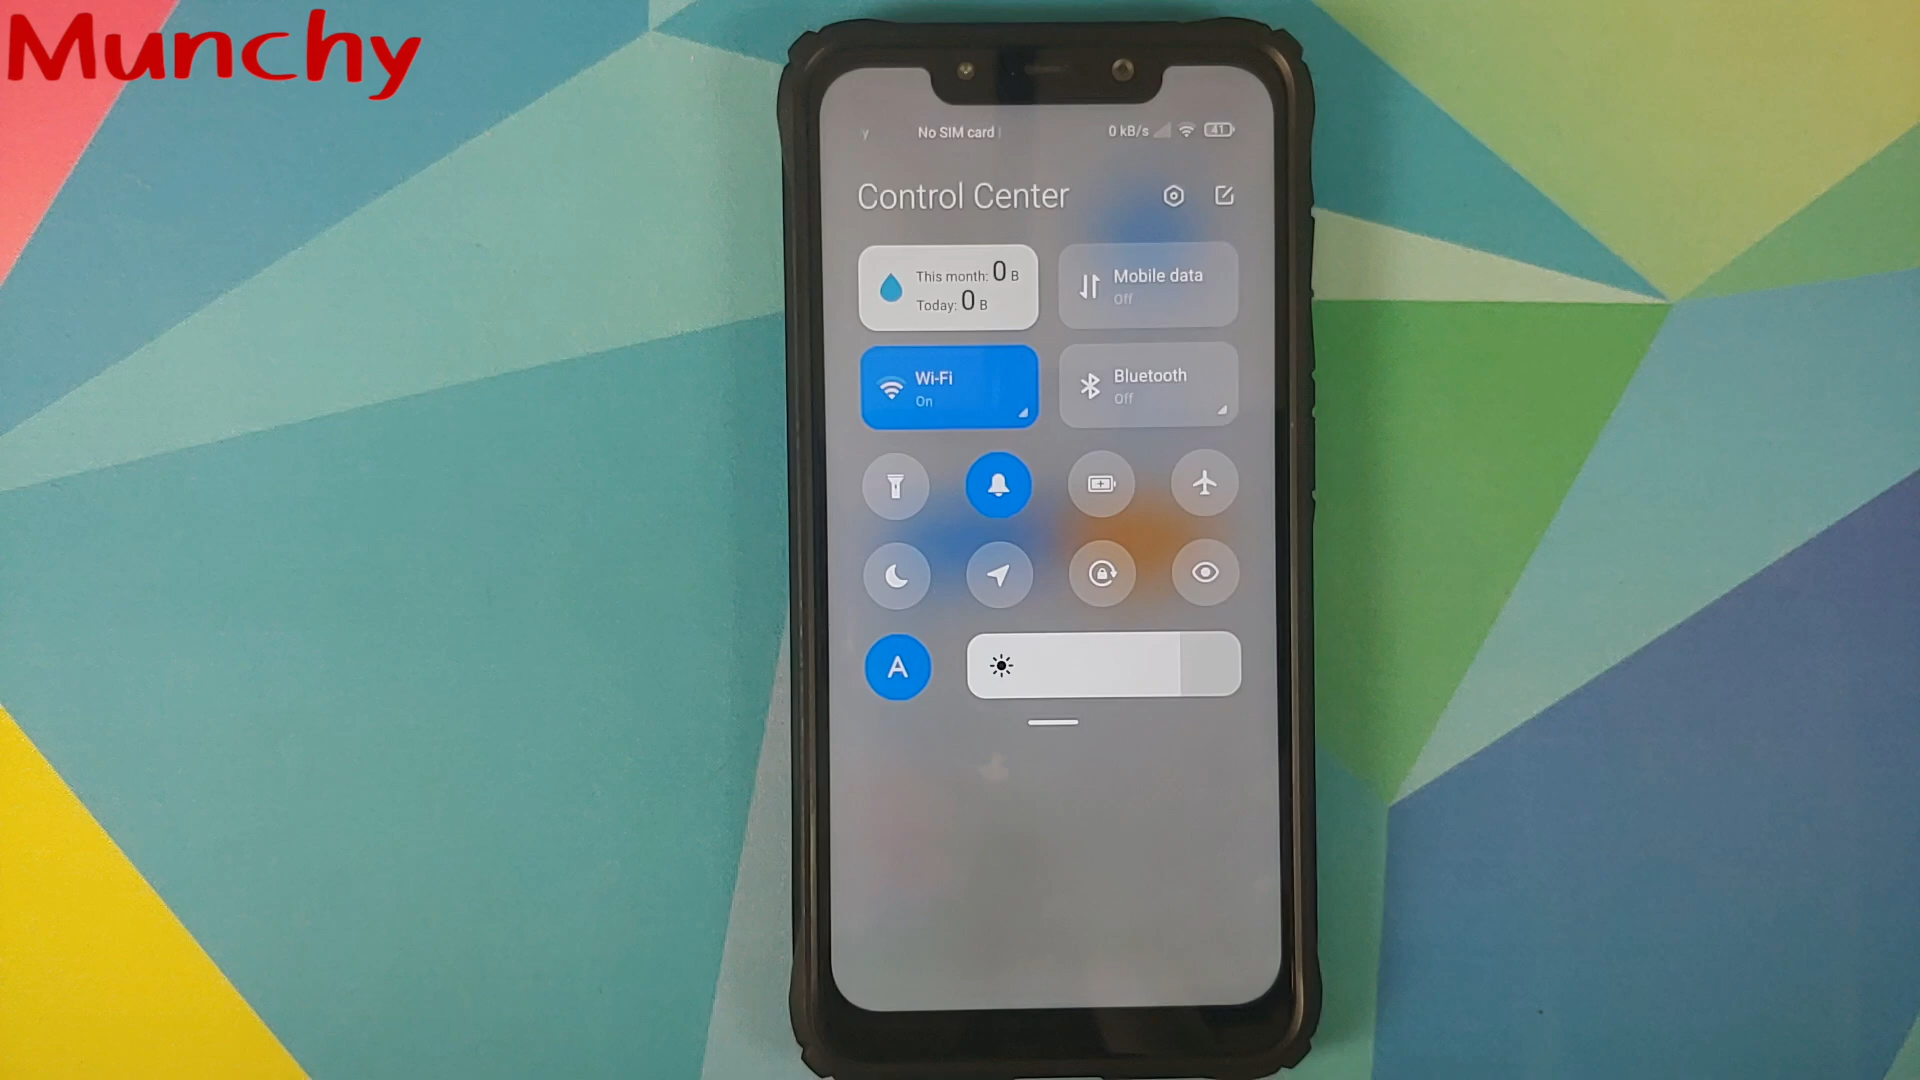 Munchy
y No SIM card 0 kB/s 41
Control Center
This month: 0 B
Today: 0 B
Mobile data
Off
Wi-Fi
On
Bluetooth
Off
A